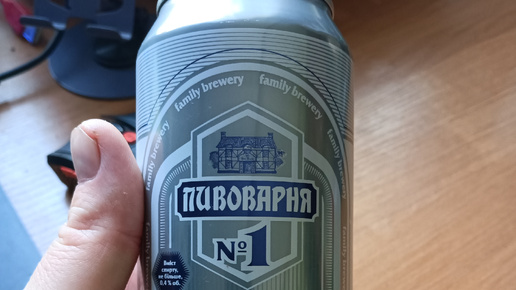 family brewery family brewery family brewery
ПИВОВАРНЯ
№1
Вміст
спирту,
не більше,
0,4 % об.